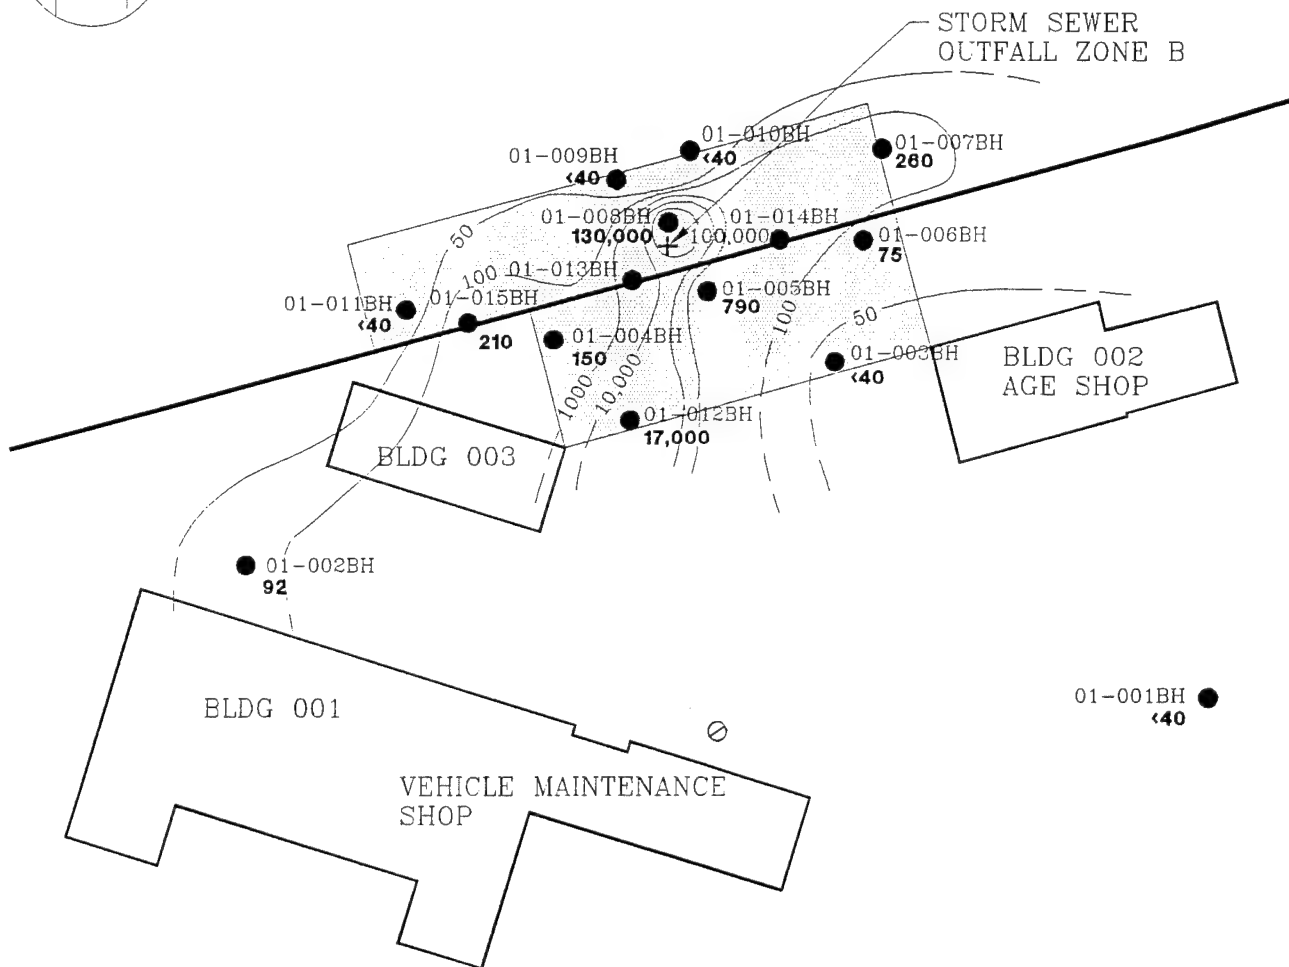 STORM SEWER
OUTFALL ZONE B
01-010BH
<40
01-007BH
260
01-009BH
<40
01-008BH
130,000
100,000
01-014BH
01-006BH
75
50
100
01-013BH
01-005BH
790
01-011BH
<40
01-015BH
210
01-004BH
150
100
50
01-003BH
<40
1000
10,000
01-012BH
17,000
BLDG 002
AGE SHOP
BLDG 003
01-002BH
92
BLDG 001
VEHICLE MAINTENANCE
SHOP
01-001BH
<40